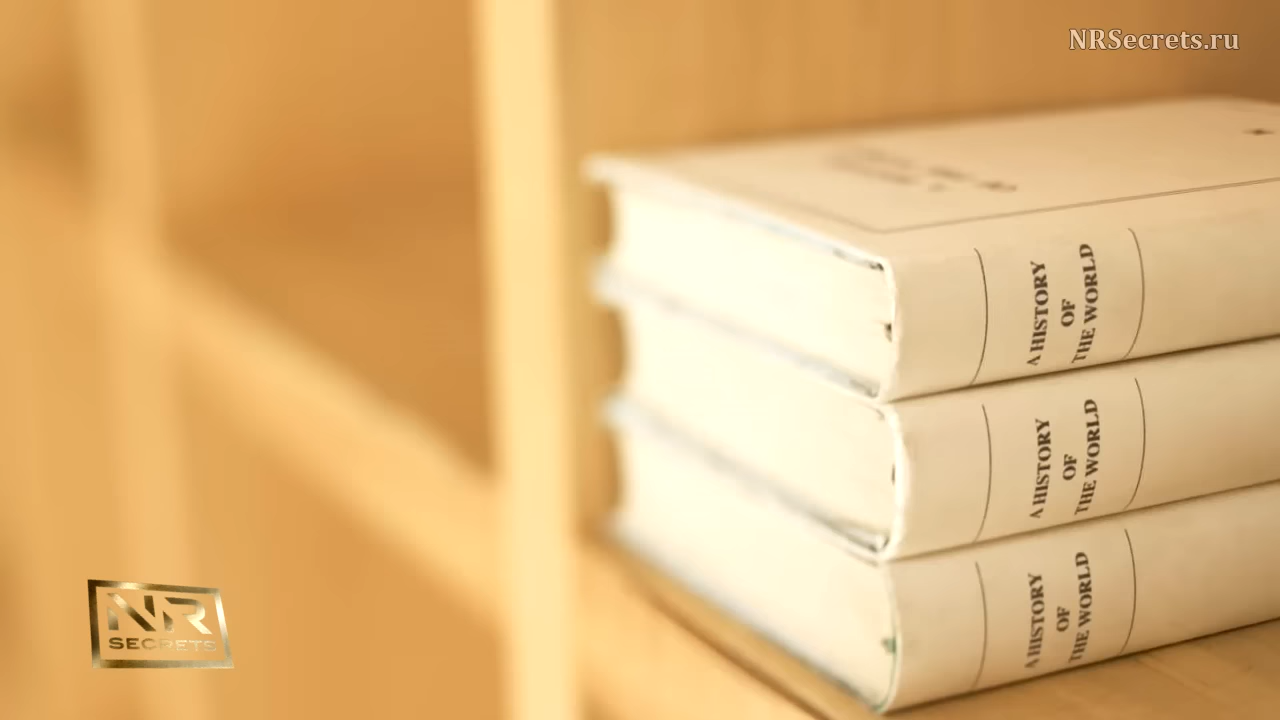 NRSecrets.ru
A HISTORY
OF
THE WORLD
A HISTORY
OF
THE WORLD
A HISTORY
OF
THE WORLD
NR
SECRETS